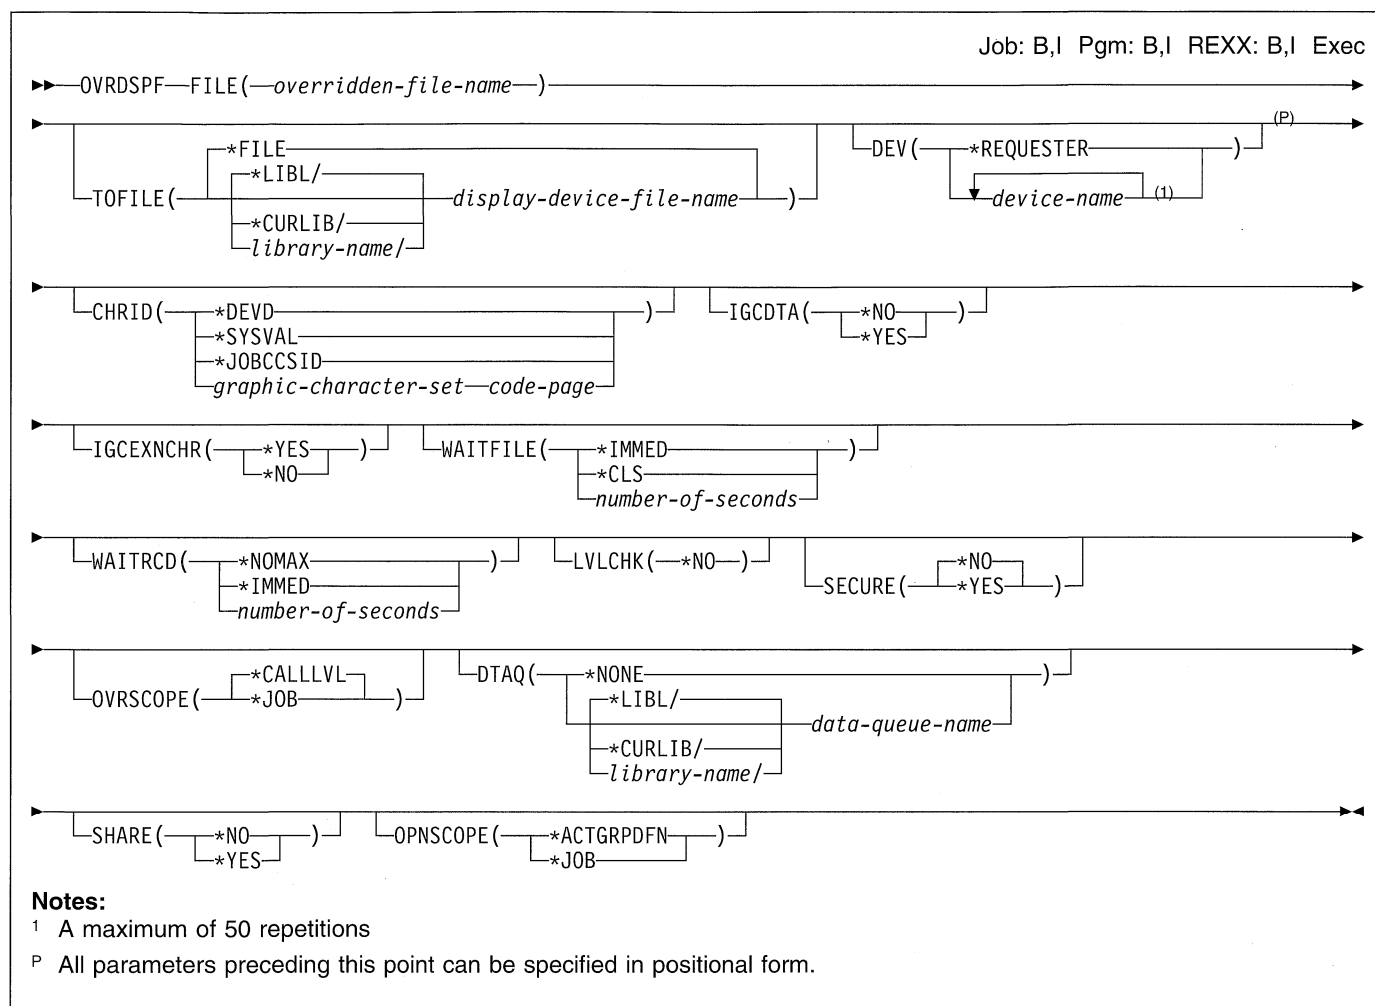 Job: B,I Pgm: B,I REXX: B,I Exec
OVRDSPF FILE( overridden-file-name )
(P)
*FILE DEV( *REQUESTER )
*LIBL/
TOFILE( display-device-file-name ) device-name (1)
*CURLIB/
library-name/
CHRID( *DEVD ) IGCDTA( *NO )
*SYSVAL *YES
*JOBCCSID
graphic-character-set code-page
IGCEXNCHR( *YES ) WAITFILE( *IMMED )
*NO *CLS
number-of-seconds
WAITRCD( *NOMAX ) LVLCHK( *NO ) *NO
*IMMED SECURE( *YES )
number-of-seconds
*CALLLVL DTAQ( *NONE )
OVRSCOPE( *JOB ) *LIBL/
data-queue-name
*CURLIB/
library-name/
SHARE( *NO ) OPNSCOPE( *ACTGRPDFN )
*YES *JOB
Notes:
1 A maximum of 50 repetitions
P All parameters preceding this point can be specified in positional form.